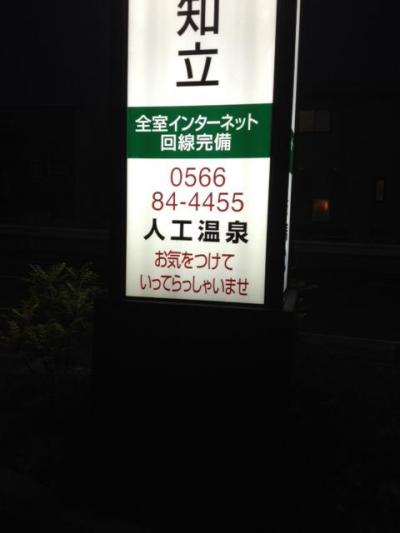 知立
全室インターネット
回線完備
0566
84-4455
人工温泉
お気をつけて
いってらっしゃいませ